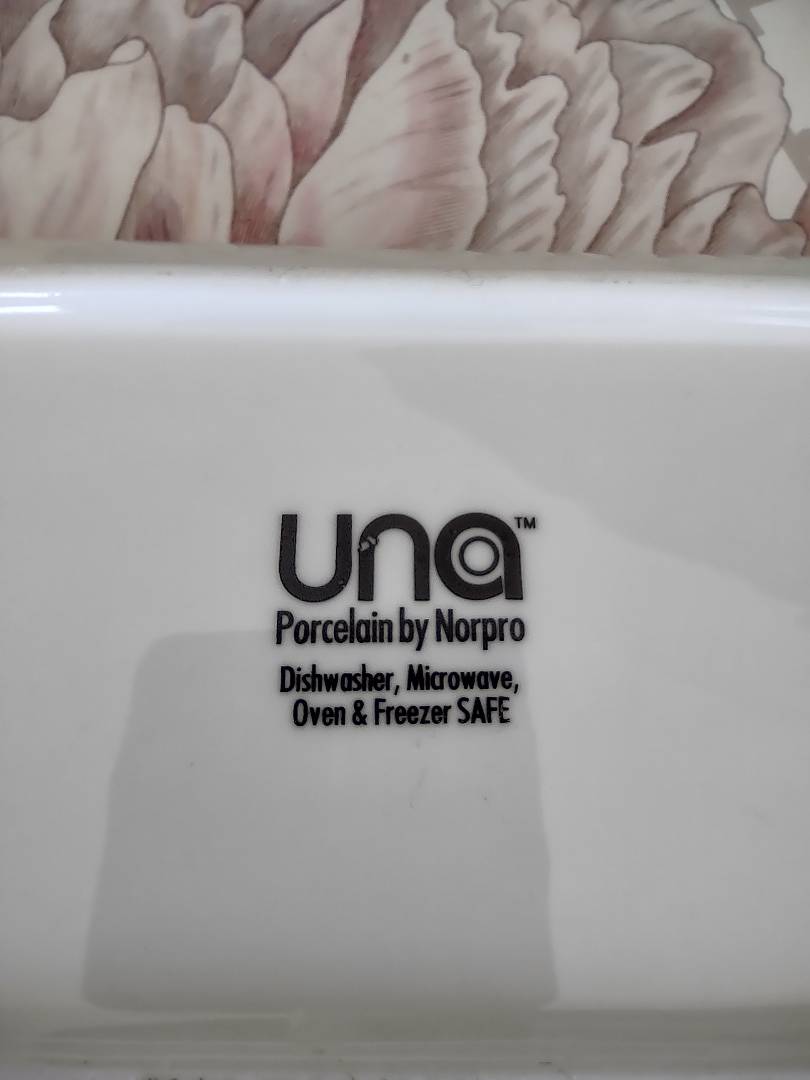 una™
Porcelain by Norpro
Dishwasher, Microwave,
Oven & Freezer SAFE